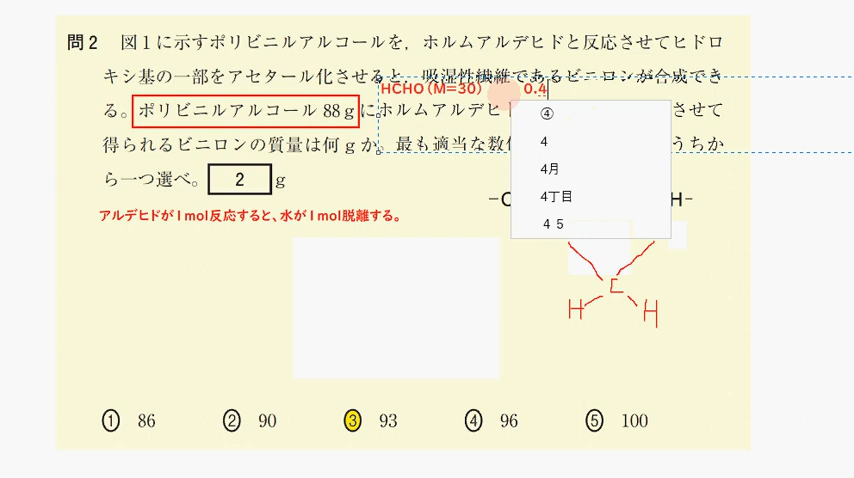 問2 図1に示すポリビニルアルコールを，ホルムアルデヒドと反応させてヒドロ
キシ基の一部をアセタール化させると，吸湿性繊維であるビニロンが合成でき
HCHO（M=30） 0.4
る。ポリビニルアルコール 88 g にホルムアルデヒ させて
④
得られるビニロンの質量は何 g か。最も適当な数 うちか
4
4月
ら一つ選べ。 2 g
4丁目
アルデヒドが1mol反応すると、水が1mol脱離する。
４５
H-
C
H H
① 86 ② 90 ③ 93 ④ 96 ⑤ 100